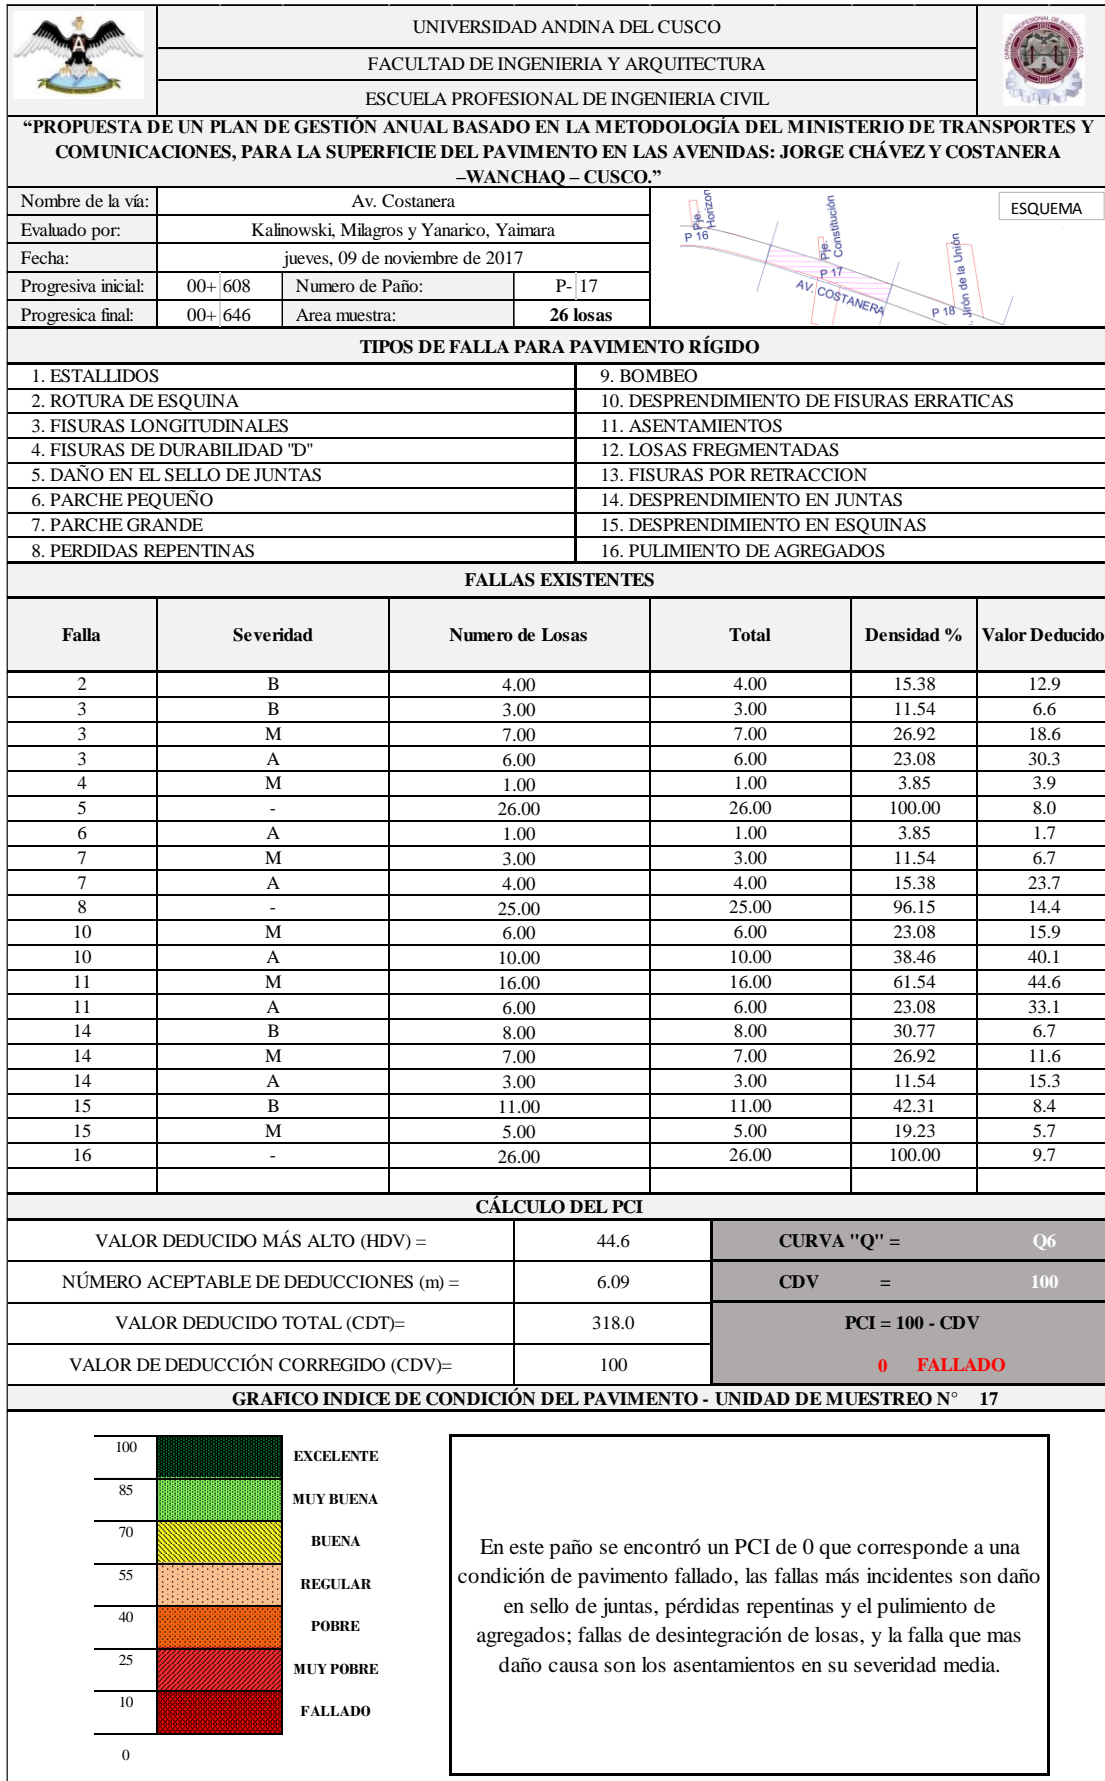 UNIVERSIDAD ANDINA DEL CUSCO
FACULTAD DE INGENIERIA Y ARQUITECTURA
ESCUELA PROFESIONAL DE INGENIERIA CIVIL
“PROPUESTA DE UN PLAN DE GESTIÓN ANUAL BASADO EN LA METODOLOGÍA DEL MINISTERIO DE TRANSPORTES Y
COMUNICACIONES, PARA LA SUPERFICIE DEL PAVIMENTO EN LAS AVENIDAS: JORGE CHÁVEZ Y COSTANERA
–WANCHAQ – CUSCO.”
Nombre de la vía: Av. Costanera
Evaluado por: Kalinowski, Milagros y Yanarico, Yaimara
Fecha: jueves, 09 de noviembre de 2017
Progresiva inicial: 00+ 608 Numero de Paño: P- 17
Progresica final: 00+ 646 Area muestra: 26 losas
ESQUEMA
Pje. Horizon
P 16
Pje. Constitución
P 17
AV. COSTANERA
P 18
Jirón de la Unión
TIPOS DE FALLA PARA PAVIMENTO RÍGIDO
1. ESTALLIDOS 9. BOMBEO
2. ROTURA DE ESQUINA 10. DESPRENDIMIENTO DE FISURAS ERRATICAS
3. FISURAS LONGITUDINALES 11. ASENTAMIENTOS
4. FISURAS DE DURABILIDAD "D" 12. LOSAS FREGMENTADAS
5. DAÑO EN EL SELLO DE JUNTAS 13. FISURAS POR RETRACCION
6. PARCHE PEQUEÑO 14. DESPRENDIMIENTO EN JUNTAS
7. PARCHE GRANDE 15. DESPRENDIMIENTO EN ESQUINAS
8. PERDIDAS REPENTINAS 16. PULIMIENTO DE AGREGADOS
FALLAS EXISTENTES
Falla Severidad Numero de Losas Total Densidad % Valor Deducido
2 B 4.00 4.00 15.38 12.9
3 B 3.00 3.00 11.54 6.6
3 M 7.00 7.00 26.92 18.6
3 A 6.00 6.00 23.08 30.3
4 M 1.00 1.00 3.85 3.9
5 - 26.00 26.00 100.00 8.0
6 A 1.00 1.00 3.85 1.7
7 M 3.00 3.00 11.54 6.7
7 A 4.00 4.00 15.38 23.7
8 - 25.00 25.00 96.15 14.4
10 M 6.00 6.00 23.08 15.9
10 A 10.00 10.00 38.46 40.1
11 M 16.00 16.00 61.54 44.6
11 A 6.00 6.00 23.08 33.1
14 B 8.00 8.00 30.77 6.7
14 M 7.00 7.00 26.92 11.6
14 A 3.00 3.00 11.54 15.3
15 B 11.00 11.00 42.31 8.4
15 M 5.00 5.00 19.23 5.7
16 - 26.00 26.00 100.00 9.7
CÁLCULO DEL PCI
VALOR DEDUCIDO MÁS ALTO (HDV) = 44.6 CURVA "Q" = Q6
NÚMERO ACEPTABLE DE DEDUCCIONES (m) = 6.09 CDV = 100
VALOR DEDUCIDO TOTAL (CDT)= 318.0 PCI = 100 - CDV
VALOR DE DEDUCCIÓN CORREGIDO (CDV)= 100 0 FALLADO
GRAFICO INDICE DE CONDICIÓN DEL PAVIMENTO - UNIDAD DE MUESTREO N° 17
100 EXCELENTE
85 MUY BUENA
70 BUENA
55 REGULAR
40 POBRE
25 MUY POBRE
10 FALLADO
0
En este paño se encontró un PCI de 0 que corresponde a una
condición de pavimento fallado, las fallas más incidentes son daño
en sello de juntas, pérdidas repentinas y el pulimiento de
agregados; fallas de desintegración de losas, y la falla que mas
daño causa son los asentamientos en su severidad media.